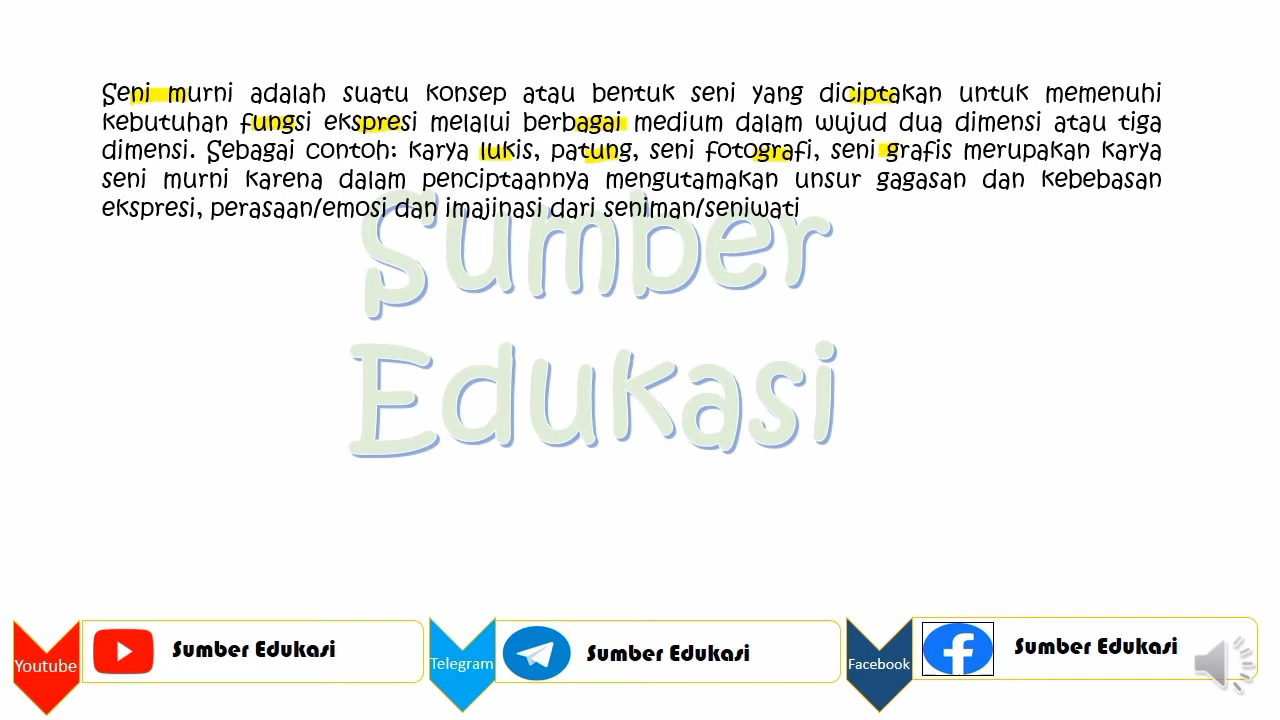 Seni murni adalah suatu konsep atau bentuk seni yang diciptakan untuk memenuhi
kebutuhan fungsi ekspresi melalui berbagai medium dalam wujud dua dimensi atau tiga
dimensi. Sebagai contoh: karya lukis, patung, seni fotografi, seni grafis merupakan karya
seni murni karena dalam penciptaannya mengutamakan unsur gagasan dan kebebasan
ekspresi, perasaan/emosi dan imajinasi dari seniman/seniwati
Sumber
Edukasi
Youtube
Sumber Edukasi
Telegram
Sumber Edukasi
Facebook
Sumber Edukasi